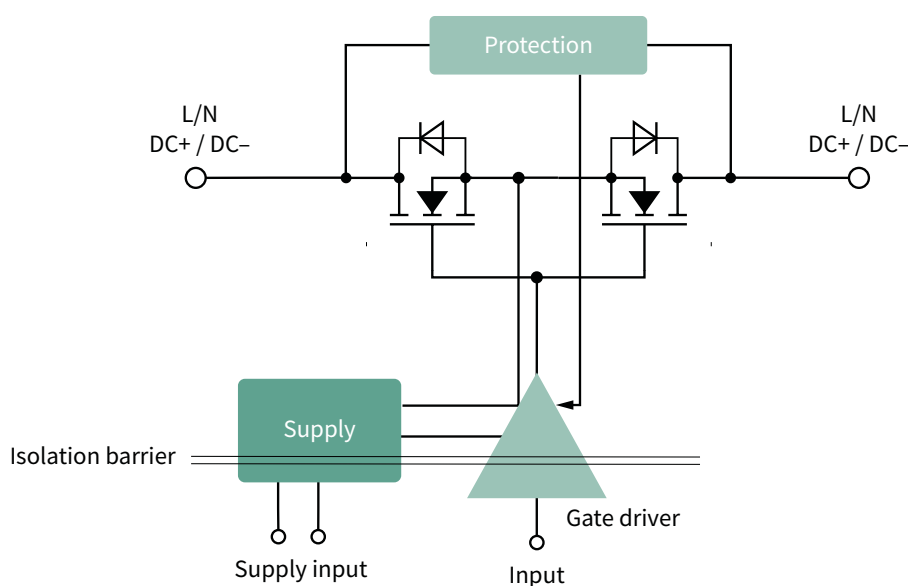 Protection
L/N
DC+ / DC–
L/N
DC+ / DC–
Supply
Isolation barrier
Gate driver
Supply input
Input